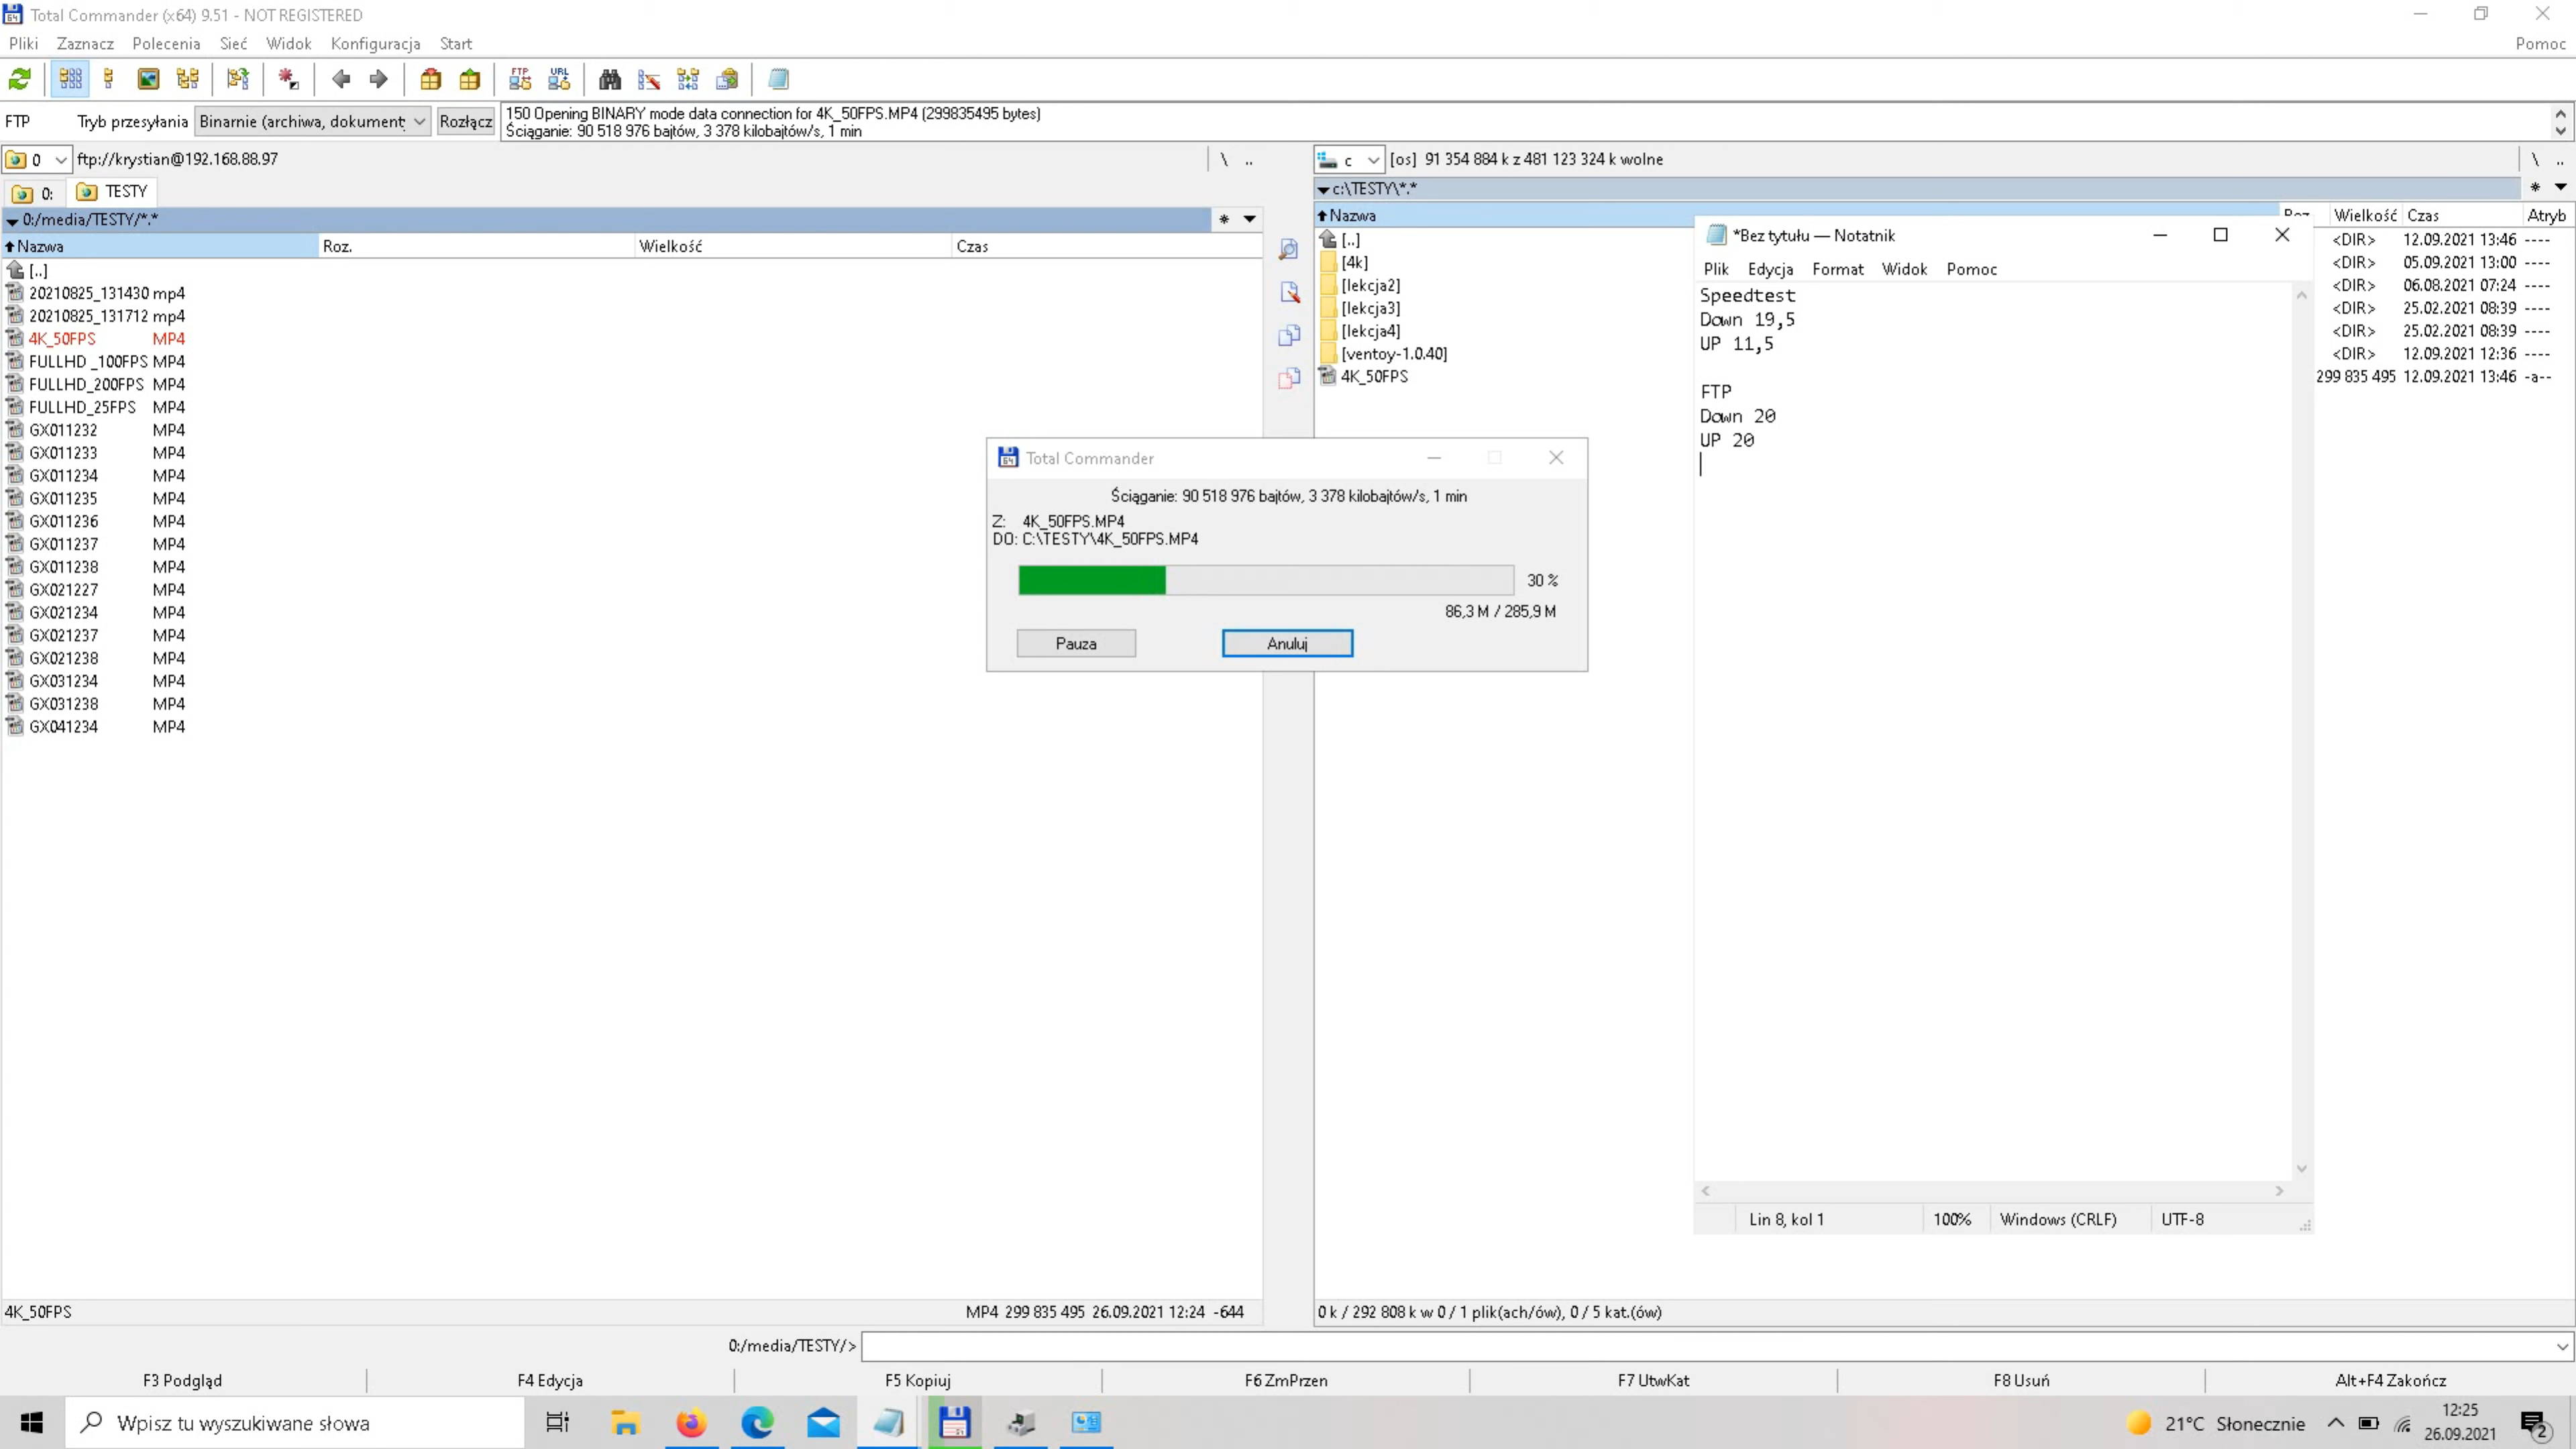 Total Commander (x64) 9.51 - NOT REGISTERED
Pliki Zaznacz Polecenia Sieć Widok Konfiguracja Start Pomoc
FTP URL
FTP Tryb przesyłania Binarnie (archiwa, dokument Rozłącz
150 Opening BINARY mode data connection for 4K_50FPS.MP4 (299835495 bytes)
Ściąganie: 90 518 976 bajtów, 3 378 kilobajtów/s, 1 min
0 ftp://krystian@192.168.88.97 \ ..
0: TESTY
0:/media/TESTY/*.* * 
Nazwa Roz. Wielkość Czas
[..]
20210825_131430 mp4
20210825_131712 mp4
4K_50FPS MP4
FULLHD _100FPS MP4
FULLHD_200FPS MP4
FULLHD_25FPS MP4
GX011232 MP4
GX011233 MP4
GX011234 MP4
GX011235 MP4
GX011236 MP4
GX011237 MP4
GX011238 MP4
GX021227 MP4
GX021234 MP4
GX021237 MP4
GX021238 MP4
GX031234 MP4
GX031238 MP4
GX041234 MP4
c [os] 91 354 884 k z 481 123 324 k wolne \ ..
c:\TESTY\*.* *
Nazwa Roz. Wielkość Czas Atryb
[..] <DIR> 12.09.2021 13:46 ----
[4k] <DIR> 05.09.2021 13:00 ----
[lekcja2] <DIR> 06.08.2021 07:24 ----
[lekcja3] <DIR> 25.02.2021 08:39 ----
[lekcja4] <DIR> 25.02.2021 08:39 ----
[ventoy-1.0.40] <DIR> 12.09.2021 12:36 ----
4K_50FPS 299 835 495 12.09.2021 13:46 -a--
Total Commander
Ściąganie: 90 518 976 bajtów, 3 378 kilobajtów/s, 1 min
Z: 4K_50FPS.MP4
DO: C:\TESTY\4K_50FPS.MP4
30 %
86,3 M / 285,9 M
Pauza Anuluj
*Bez tytułu — Notatnik
Plik Edycja Format Widok Pomoc
Speedtest
Down 19,5
UP 11,5
FTP
Down 20
UP 20
Lin 8, kol 1 100% Windows (CRLF) UTF-8
4K_50FPS MP4 299 835 495 26.09.2021 12:24 -644
0 k / 292 808 k w 0 / 1 plik(ach/ów), 0 / 5 kat.(ów)
0:/media/TESTY/>
F3 Podgląd F4 Edycja F5 Kopiuj F6 ZmPrzen F7 UtwKat F8 Usuń Alt+F4 Zakończ
Wpisz tu wyszukiwane słowa
21°C Słonecznie
12:25
26.09.2021
2